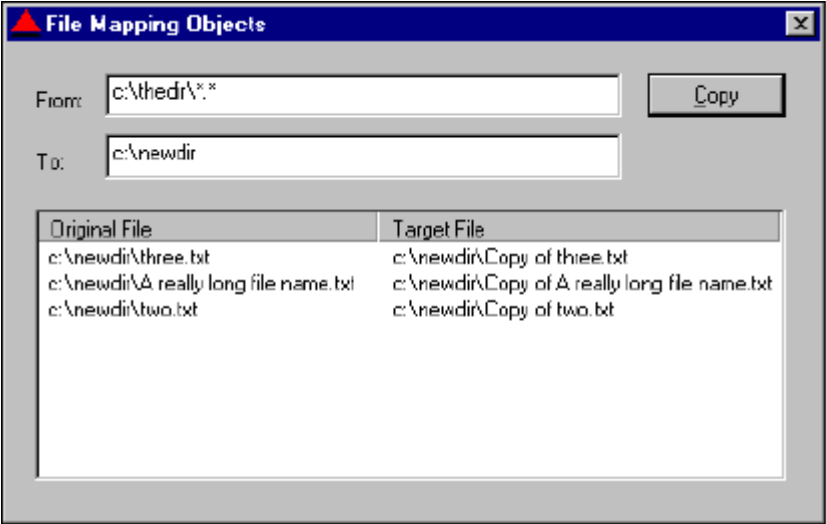 File Mapping Objects
From: c:\thedir\*.* Copy
To: c:\newdir
Original File Target File
c:\newdir\three.txt c:\newdir\Copy of three.txt
c:\newdir\A really long file name.txt c:\newdir\Copy of A really long file name.txt
c:\newdir\two.txt c:\newdir\Copy of two.txt